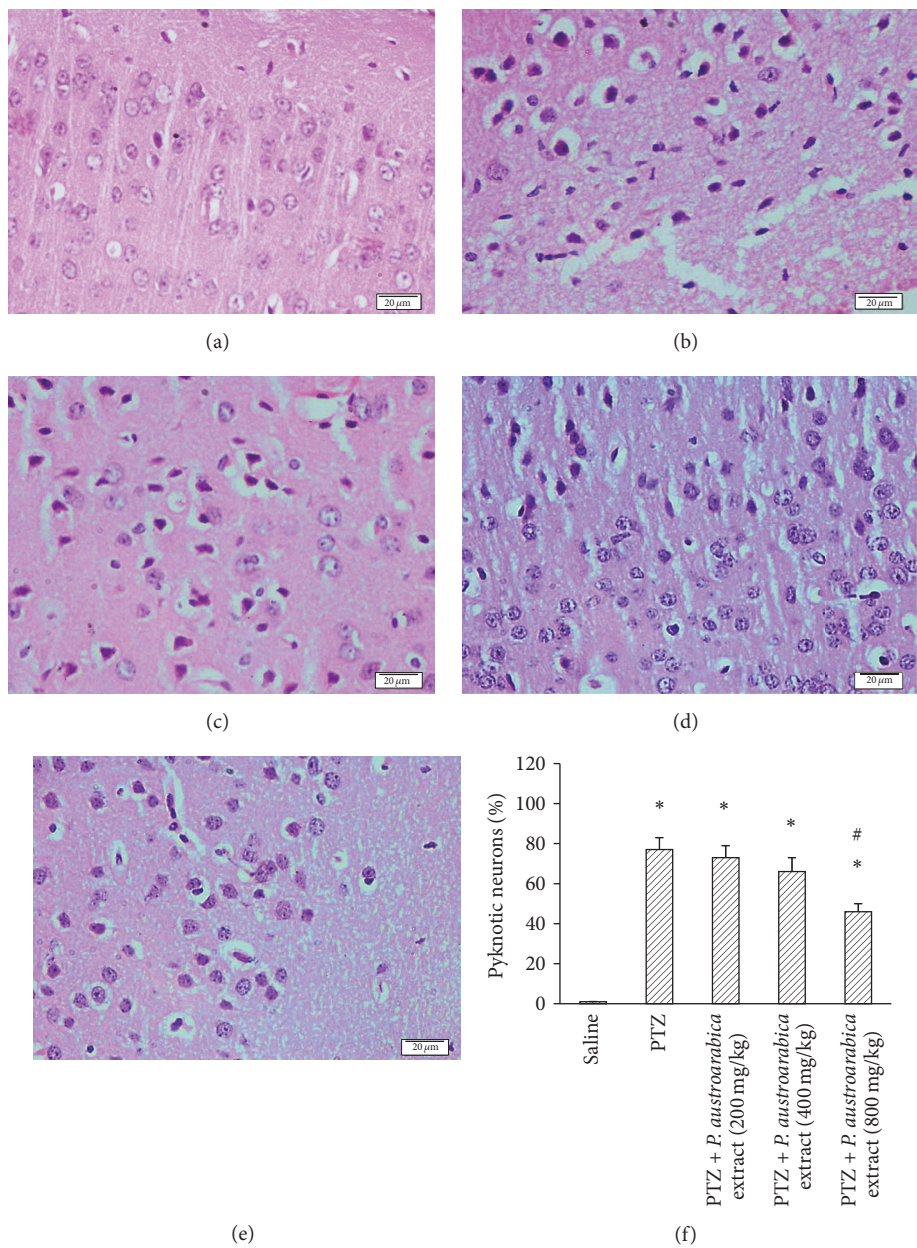 20 μm
20 μm
(a)
(b)
20 μm
20 μm
(c)
(d)
20 μm
(e)
Pyknotic neurons (%)
120
100
80
60
40
20
0
*
*
*
#
*
Saline
PTZ
PTZ + P. austroarabica
extract (200 mg/kg)
PTZ + P. austroarabica
extract (400 mg/kg)
PTZ + P. austroarabica
extract (800 mg/kg)
(f)